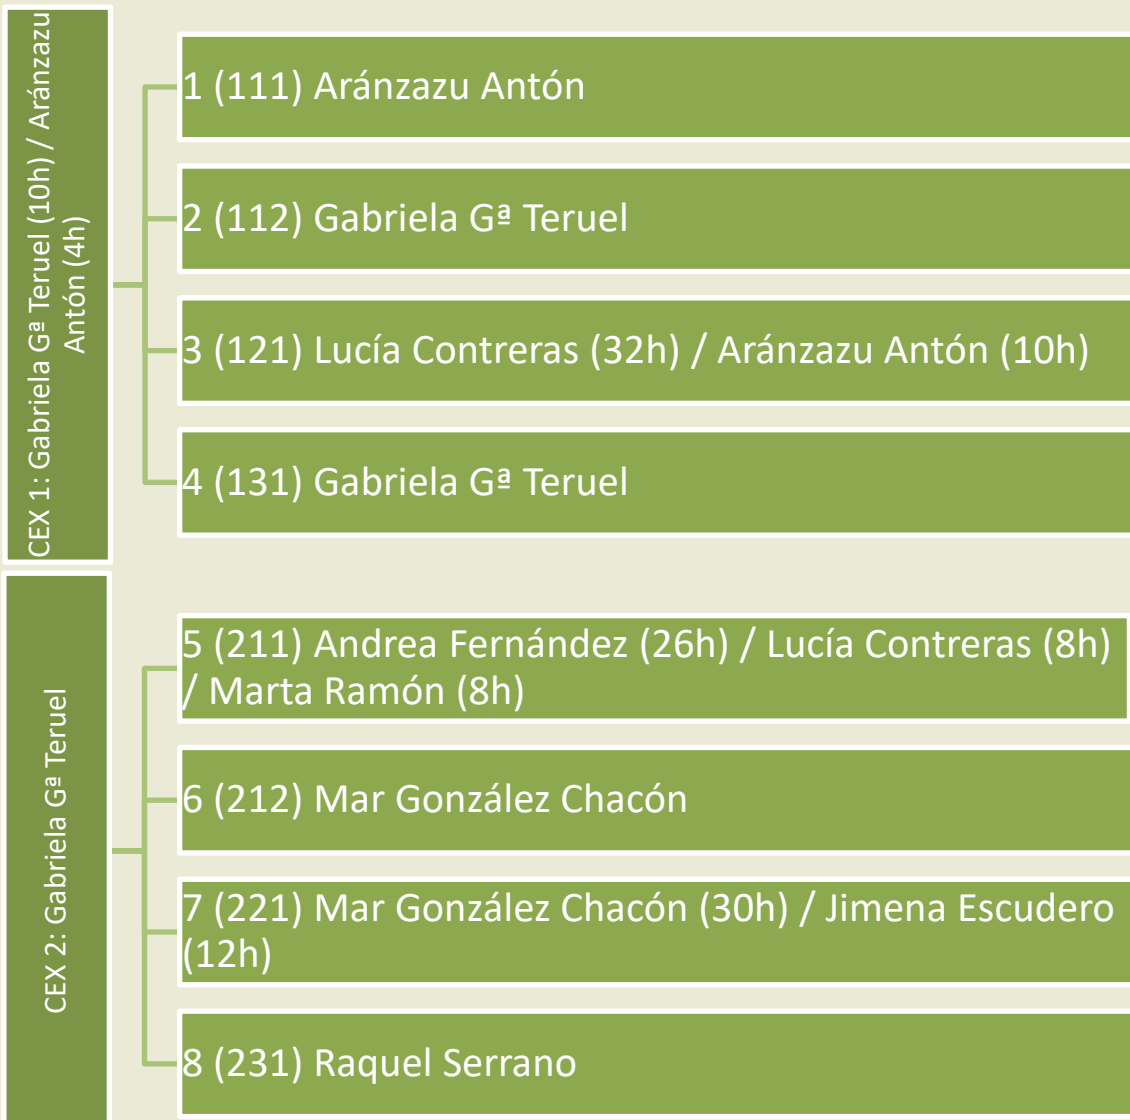 CEX 1: Gabriela Gª Teruel (10h) / Aránzazu
Antón (4h)
1 (111) Aránzazu Antón
2 (112) Gabriela Gª Teruel
3 (121) Lucía Contreras (32h) / Aránzazu Antón (10h)
4 (131) Gabriela Gª Teruel
CEX 2: Gabriela Gª Teruel
5 (211) Andrea Fernández (26h) / Lucía Contreras (8h)
/ Marta Ramón (8h)
6 (212) Mar González Chacón
7 (221) Mar González Chacón (30h) / Jimena Escudero
(12h)
8 (231) Raquel Serrano